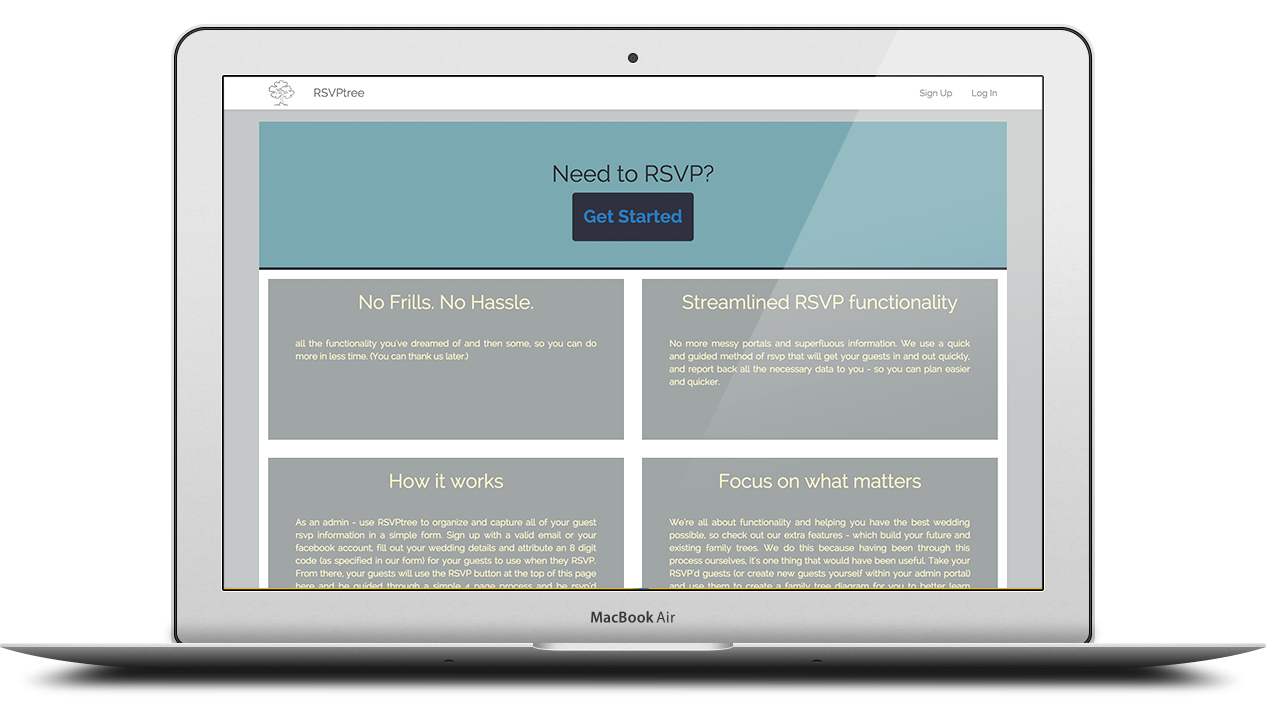 RSVPtree
Sign Up
Log In
Need to RSVP?
Get Started
No Frills. No Hassle.
all the functionality you've dreamed of and then some, so you can do
more in less time. (You can thank us later.)
Streamlined RSVP functionality
No more messy portals and superfluous information. We use a quick
and guided method of rsvp that will get your guests in and out quickly,
and report back all the necessary data to you - so you can plan easier
and quicker.
How it works
As an admin - use RSVPtree to organize and capture all of your guest
rsvp information in a simple form. Sign up with a valid email or your
facebook account, fill out your wedding details and attribute an 8 digit
code (as specified in our form) for your guests to use when they RSVP.
From there, your guests will use the RSVP button at the top of this page
here and be guided through a simple 4 page process and be rsvp'd
Focus on what matters
We're all about functionality and helping you have the best wedding
possible, so check out our extra features - which build your future and
existing family trees. We do this because having been through this
process ourselves, it's one thing that would have been useful. Take your
RSVP'd guests (or create new guests yourself within your admin portal)
and use them to create a family tree diagram for you to better learn
MacBook Air